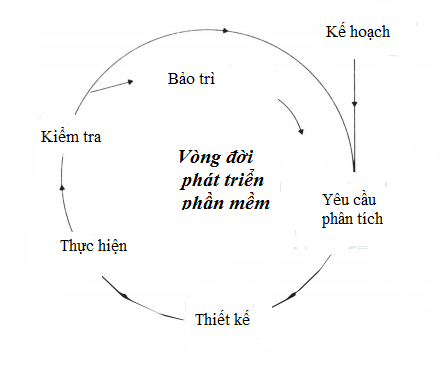 Kế hoạch
Bảo trì
Kiểm tra
Vòng đời
phát triển
phần mềm
Yêu cầu
phân tích
Thực hiện
Thiết kế